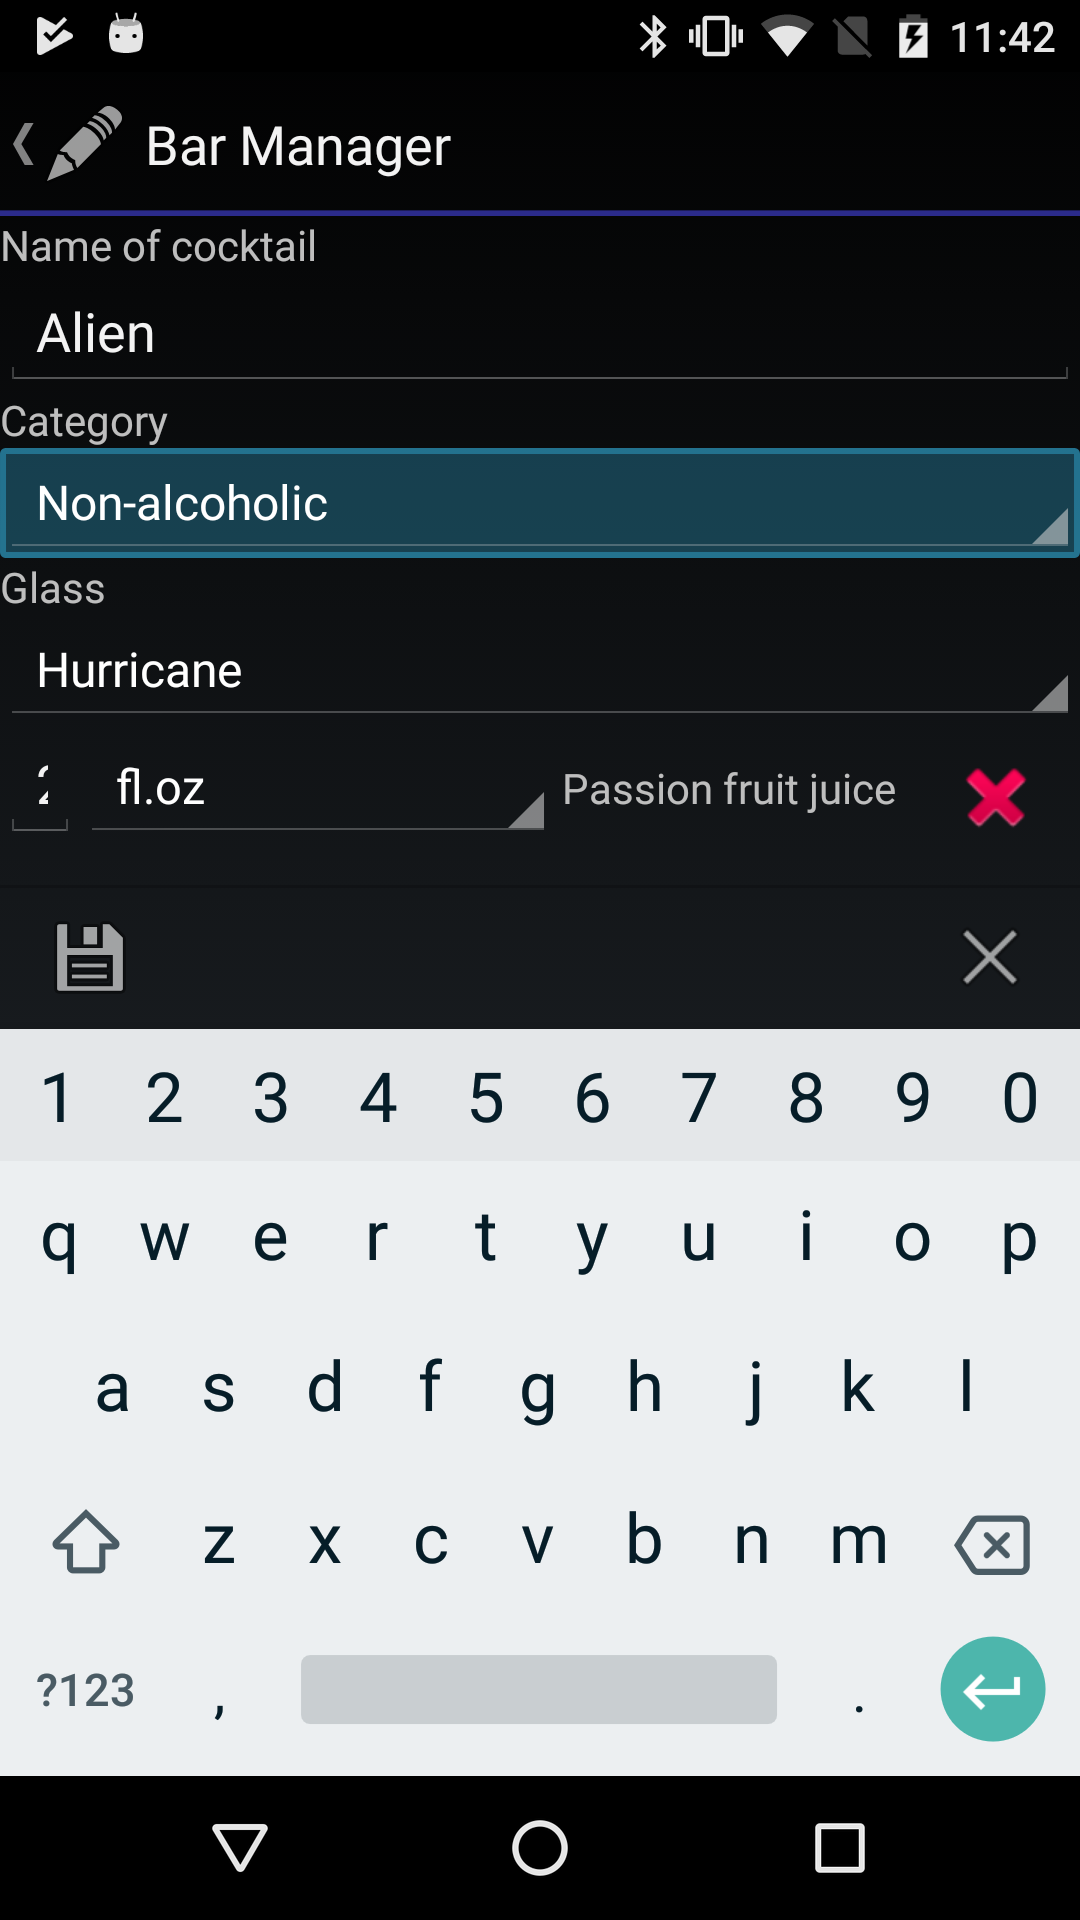 11:42
Bar Manager
Name of cocktail
Alien
Category
Non-alcoholic
Glass
Hurricane
fl.oz Passion fruit juice
1 2 3 4 5 6 7 8 9 0
q w e r t y u i o p
a s d f g h j k l
z x c v b n m
?123 , .